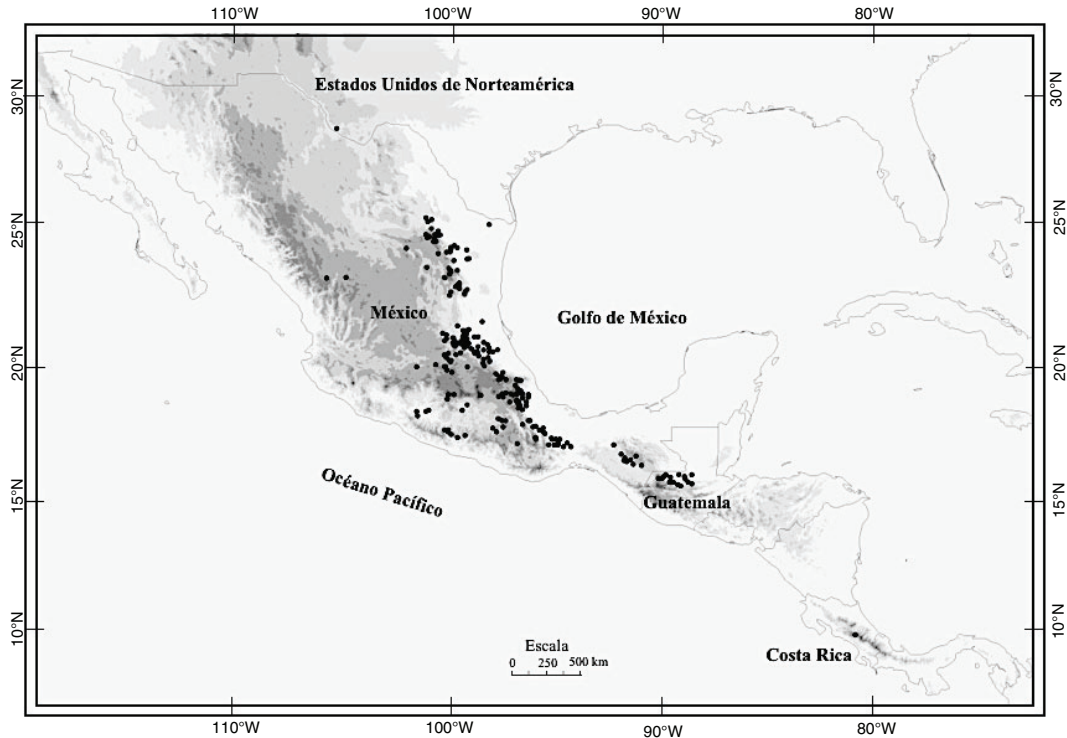 110°W 100°W 90°W 80°W
30°N 30°N
Estados Unidos de Norteamérica
25°N 25°N
México
Golfo de México
20°N 20°N
Océano Pacífico
15°N 15°N
Guatemala
10°N 10°N
Costa Rica
Escala
0 250 500 km
110°W 100°W 90°W 80°W